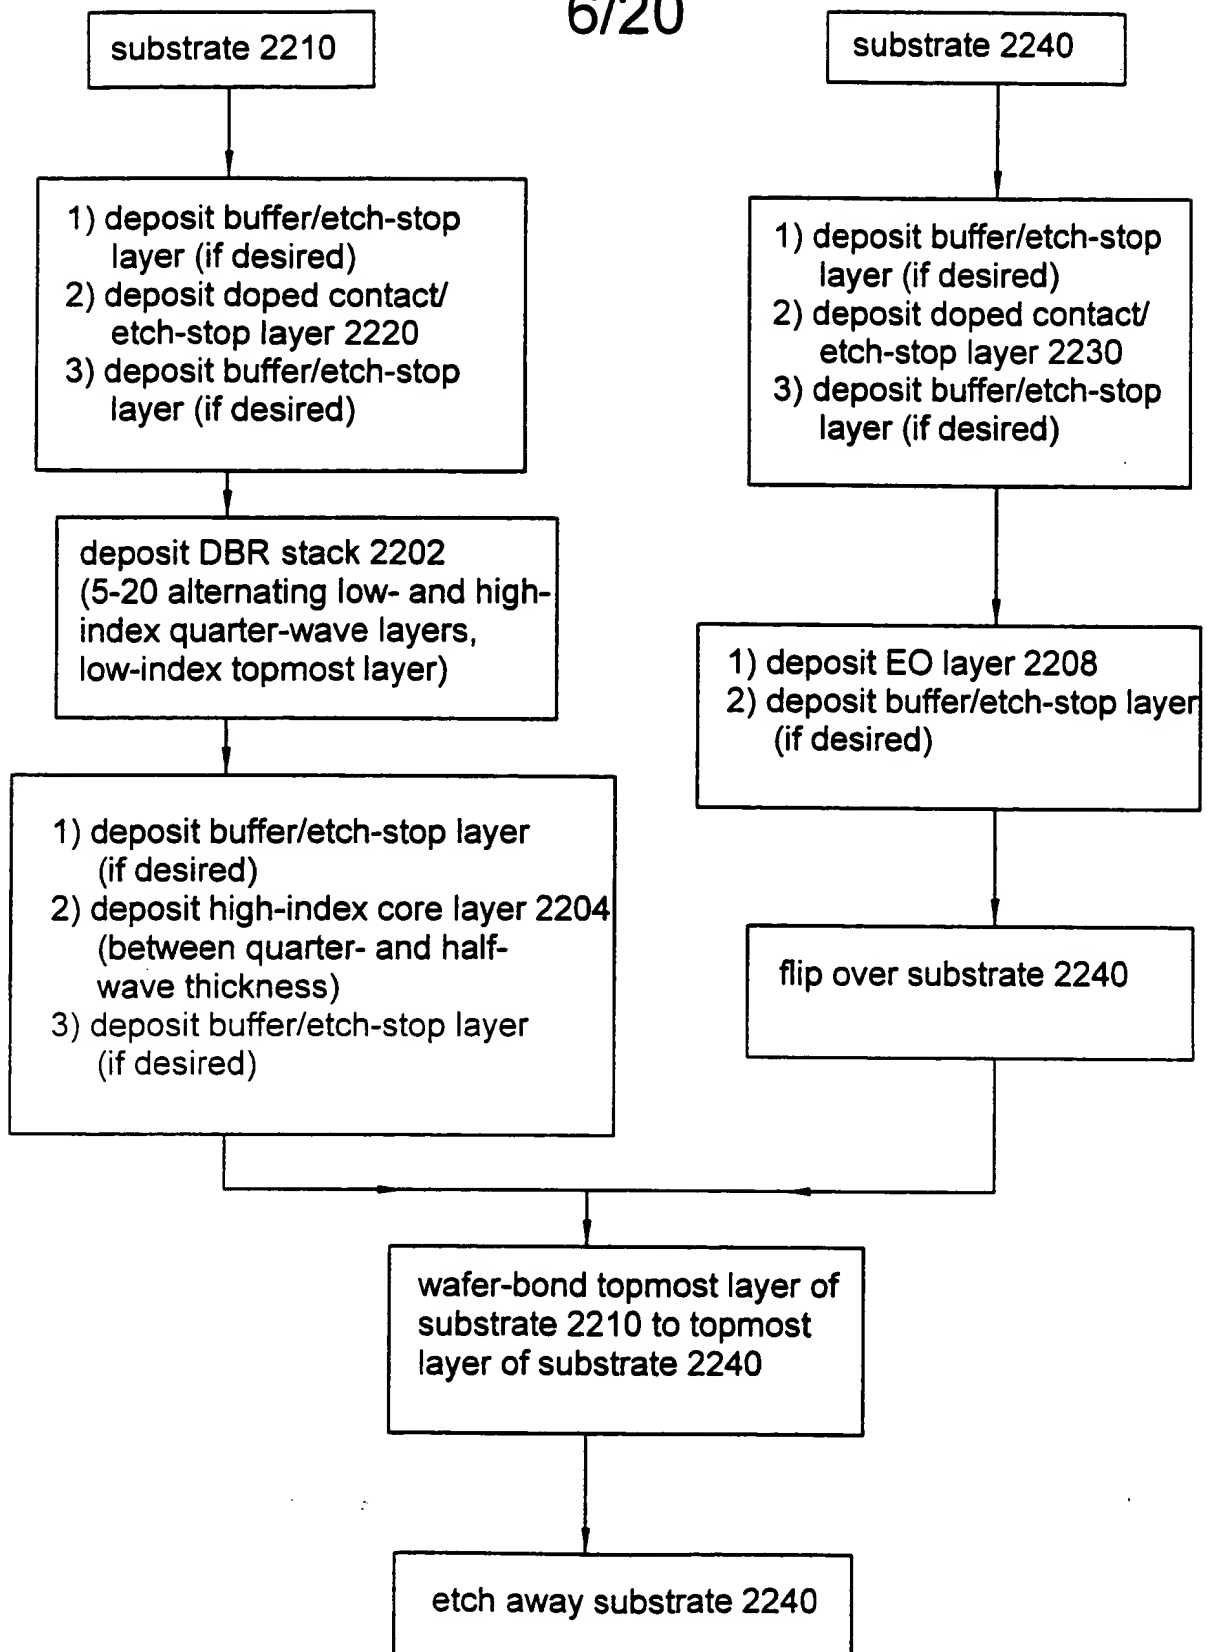 6/20
substrate 2210
1) deposit buffer/etch-stop
layer (if desired)
2) deposit doped contact/
etch-stop layer 2220
3) deposit buffer/etch-stop
layer (if desired)
deposit DBR stack 2202
(5-20 alternating low- and high-
index quarter-wave layers,
low-index topmost layer)
1) deposit buffer/etch-stop layer
(if desired)
2) deposit high-index core layer 2204
(between quarter- and half-
wave thickness)
3) deposit buffer/etch-stop layer
(if desired)
substrate 2240
1) deposit buffer/etch-stop
layer (if desired)
2) deposit doped contact/
etch-stop layer 2230
3) deposit buffer/etch-stop
layer (if desired)
1) deposit EO layer 2208
2) deposit buffer/etch-stop layer
(if desired)
flip over substrate 2240
wafer-bond topmost layer of
substrate 2210 to topmost
layer of substrate 2240
etch away substrate 2240